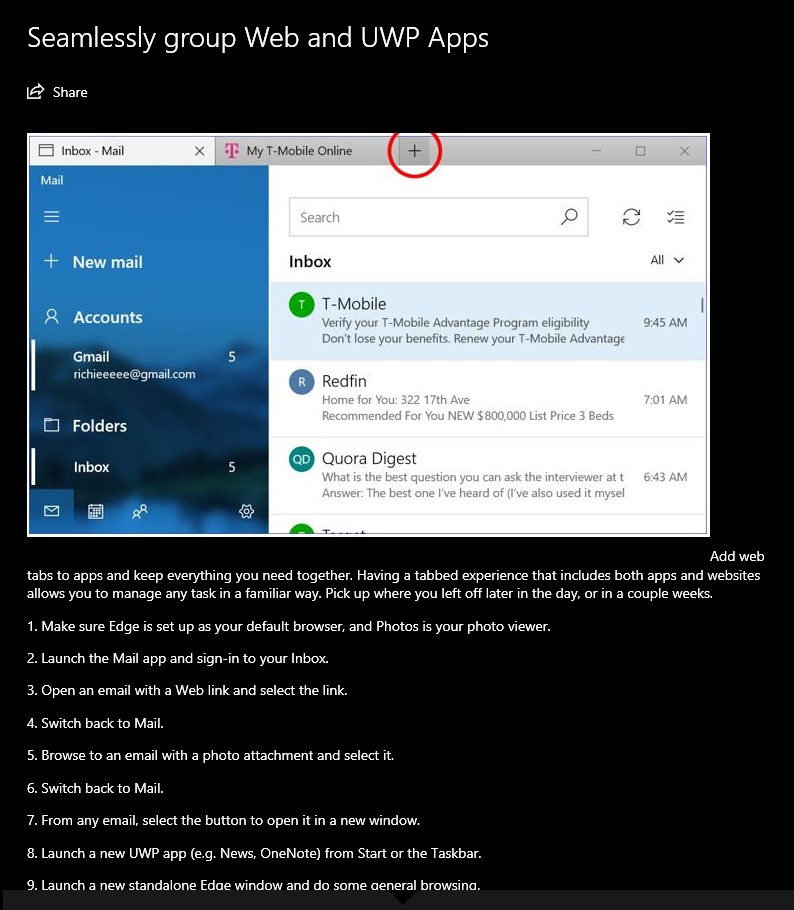 Seamlessly group Web and UWP Apps
Share
Inbox - Mail
My T-Mobile Online
Mail
New mail
Accounts
Gmail 5
richieeeee@gmail.com
Folders
Inbox 5
Search
Inbox
All
T
T-Mobile
Verify your T-Mobile Advantage Program eligibility 9:45 AM
Don't lose your benefits. Renew your T-Mobile Advantage
R
Redfin
Home for You: 322 17th Ave 7:01 AM
Recommended For You NEW $800,000 List Price 3 Beds
QD
Quora Digest
What is the best question you can ask the interviewer at t 6:43 AM
Answer: The best one I've heard of (I've also used it mysel
Add web
tabs to apps and keep everything you need together. Having a tabbed experience that includes both apps and websites
allows you to manage any task in a familiar way. Pick up where you left off later in the day, or in a couple weeks.
1. Make sure Edge is set up as your default browser, and Photos is your photo viewer.
2. Launch the Mail app and sign-in to your Inbox.
3. Open an email with a Web link and select the link.
4. Switch back to Mail.
5. Browse to an email with a photo attachment and select it.
6. Switch back to Mail.
7. From any email, select the button to open it in a new window.
8. Launch a new UWP app (e.g. News, OneNote) from Start or the Taskbar.
9. Launch a new standalone Edge window and do some general browsing.